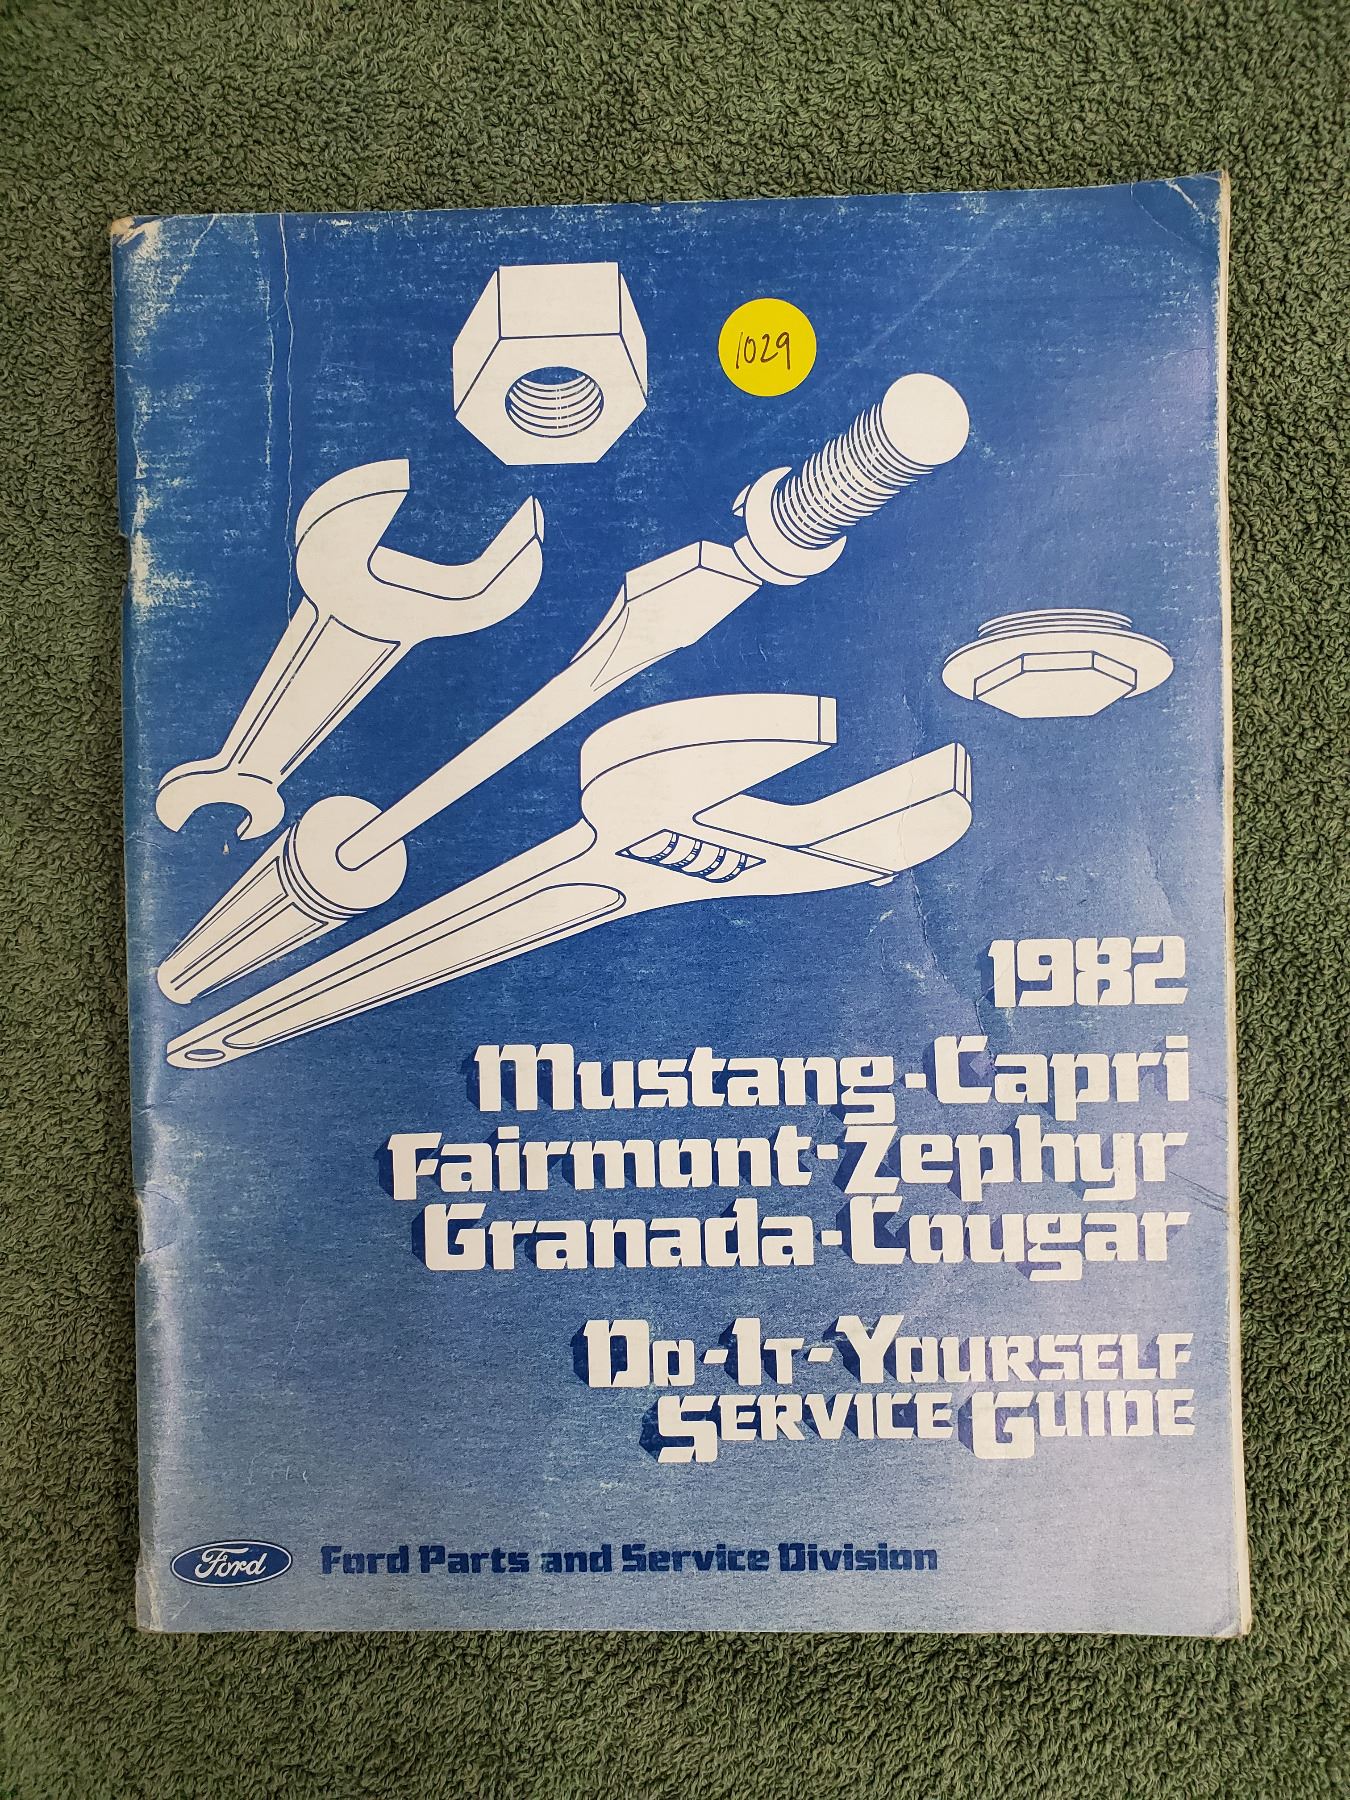 1029
1982
Mustang-Capri
Fairmont-Zephyr
Granada-Cougar
Do-It-Yourself
Service Guide
Ford Ford Parts and Service Division